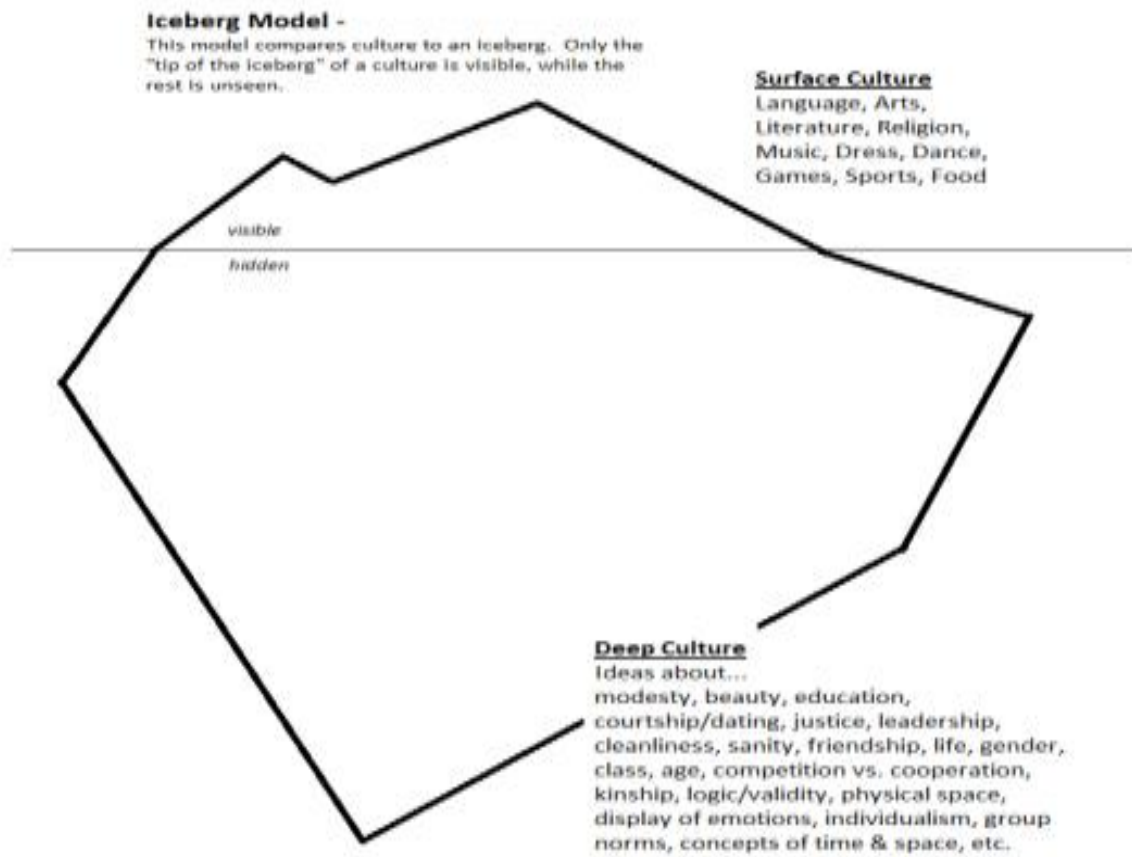 Iceberg Model -
This model compares culture to an iceberg. Only the
"tip of the iceberg" of a culture is visible, while the
rest is unseen.
Surface Culture
Language, Arts,
Literature, Religion,
Music, Dress, Dance,
Games, Sports, Food
visible
hidden
Deep Culture
Ideas about...
modesty, beauty, education,
courtship/dating, justice, leadership,
cleanliness, sanity, friendship, life, gender,
class, age, competition vs. cooperation,
kinship, logic/validity, physical space,
display of emotions, individualism, group
norms, concepts of time & space, etc.